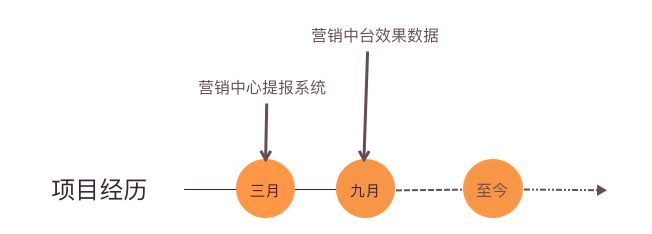 营销中台效果数据
营销中心提报系统
项目经历
三月
九月
至今